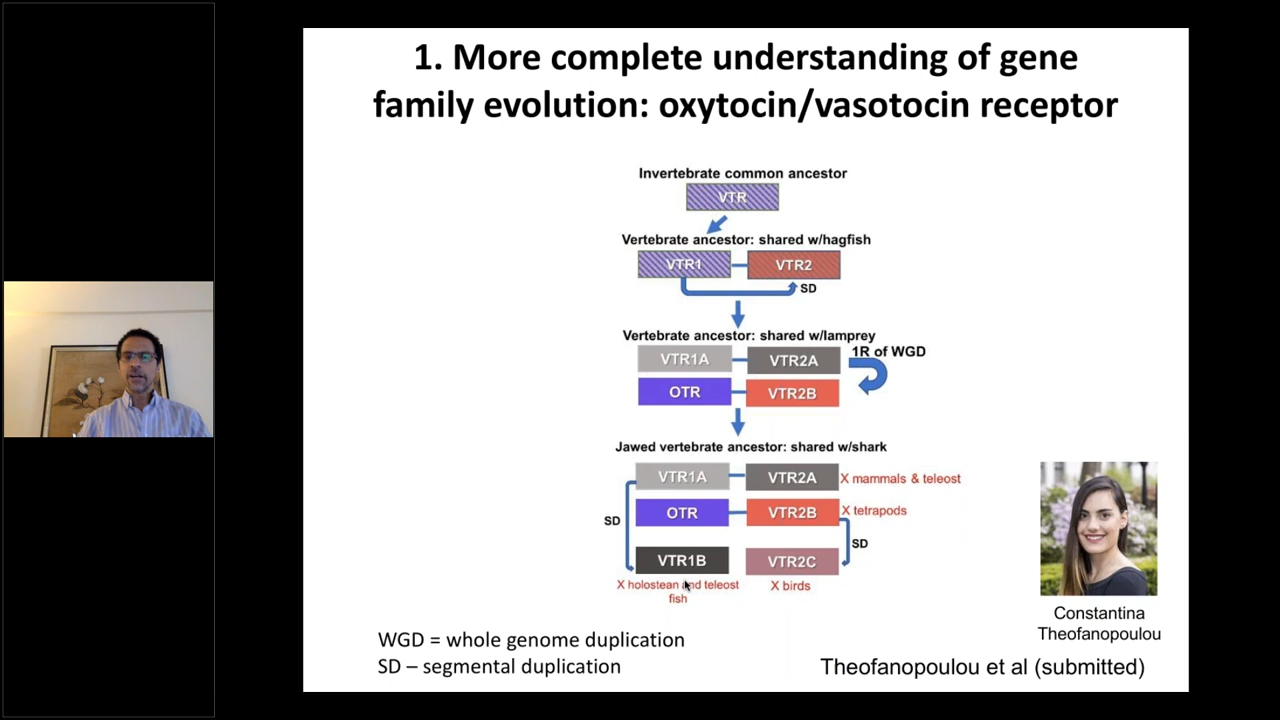 1. More complete understanding of gene
family evolution: oxytocin/vasotocin receptor
Invertebrate common ancestor
VTR
Vertebrate ancestor: shared w/hagfish
VTR1
VTR2
SD
Vertebrate ancestor: shared w/lamprey
1R of WGD
VTR1A
VTR2A
OTR
VTR2B
Jawed vertebrate ancestor: shared w/shark
VTR1A
VTR2A
X mammals & teleost
OTR
VTR2B
X tetrapods
SD
SD
VTR1B
VTR2C
X holostean and teleost
fish
X birds
Constantina
Theofanopoulou
WGD = whole genome duplication
SD – segmental duplication
Theofanopoulou et al (submitted)